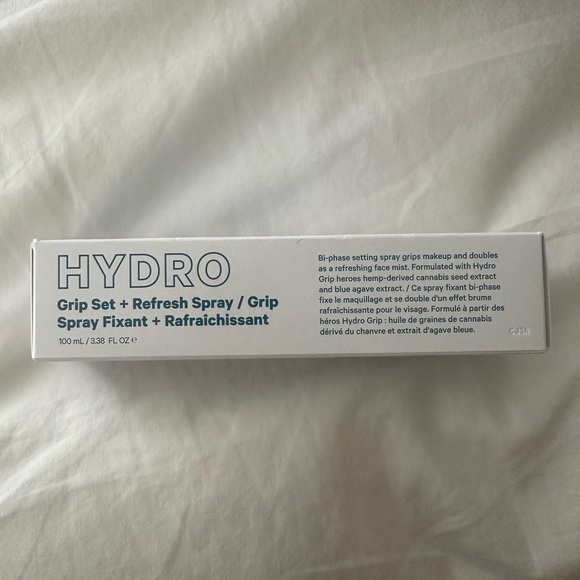 HYDRO
Grip Set + Refresh Spray / Grip
Spray Fixant + Rafraichissant
100 mL / 3.38 FL OZ ℮
Bi-phase setting spray grips makeup and doubles
as a refreshing face mist. Formulated with Hydro
Grip heroes hemp-derived cannabis seed extract
and blue agave extract. / Ce spray fixant bi-phase
fixe le maquillage et se double d'un effet brume
rafraîchissante pour le visage. Formulé à partir des
héros Hydro Grip : huile de graines de cannabis
dérivé du chanvre et extrait d'agave bleue.